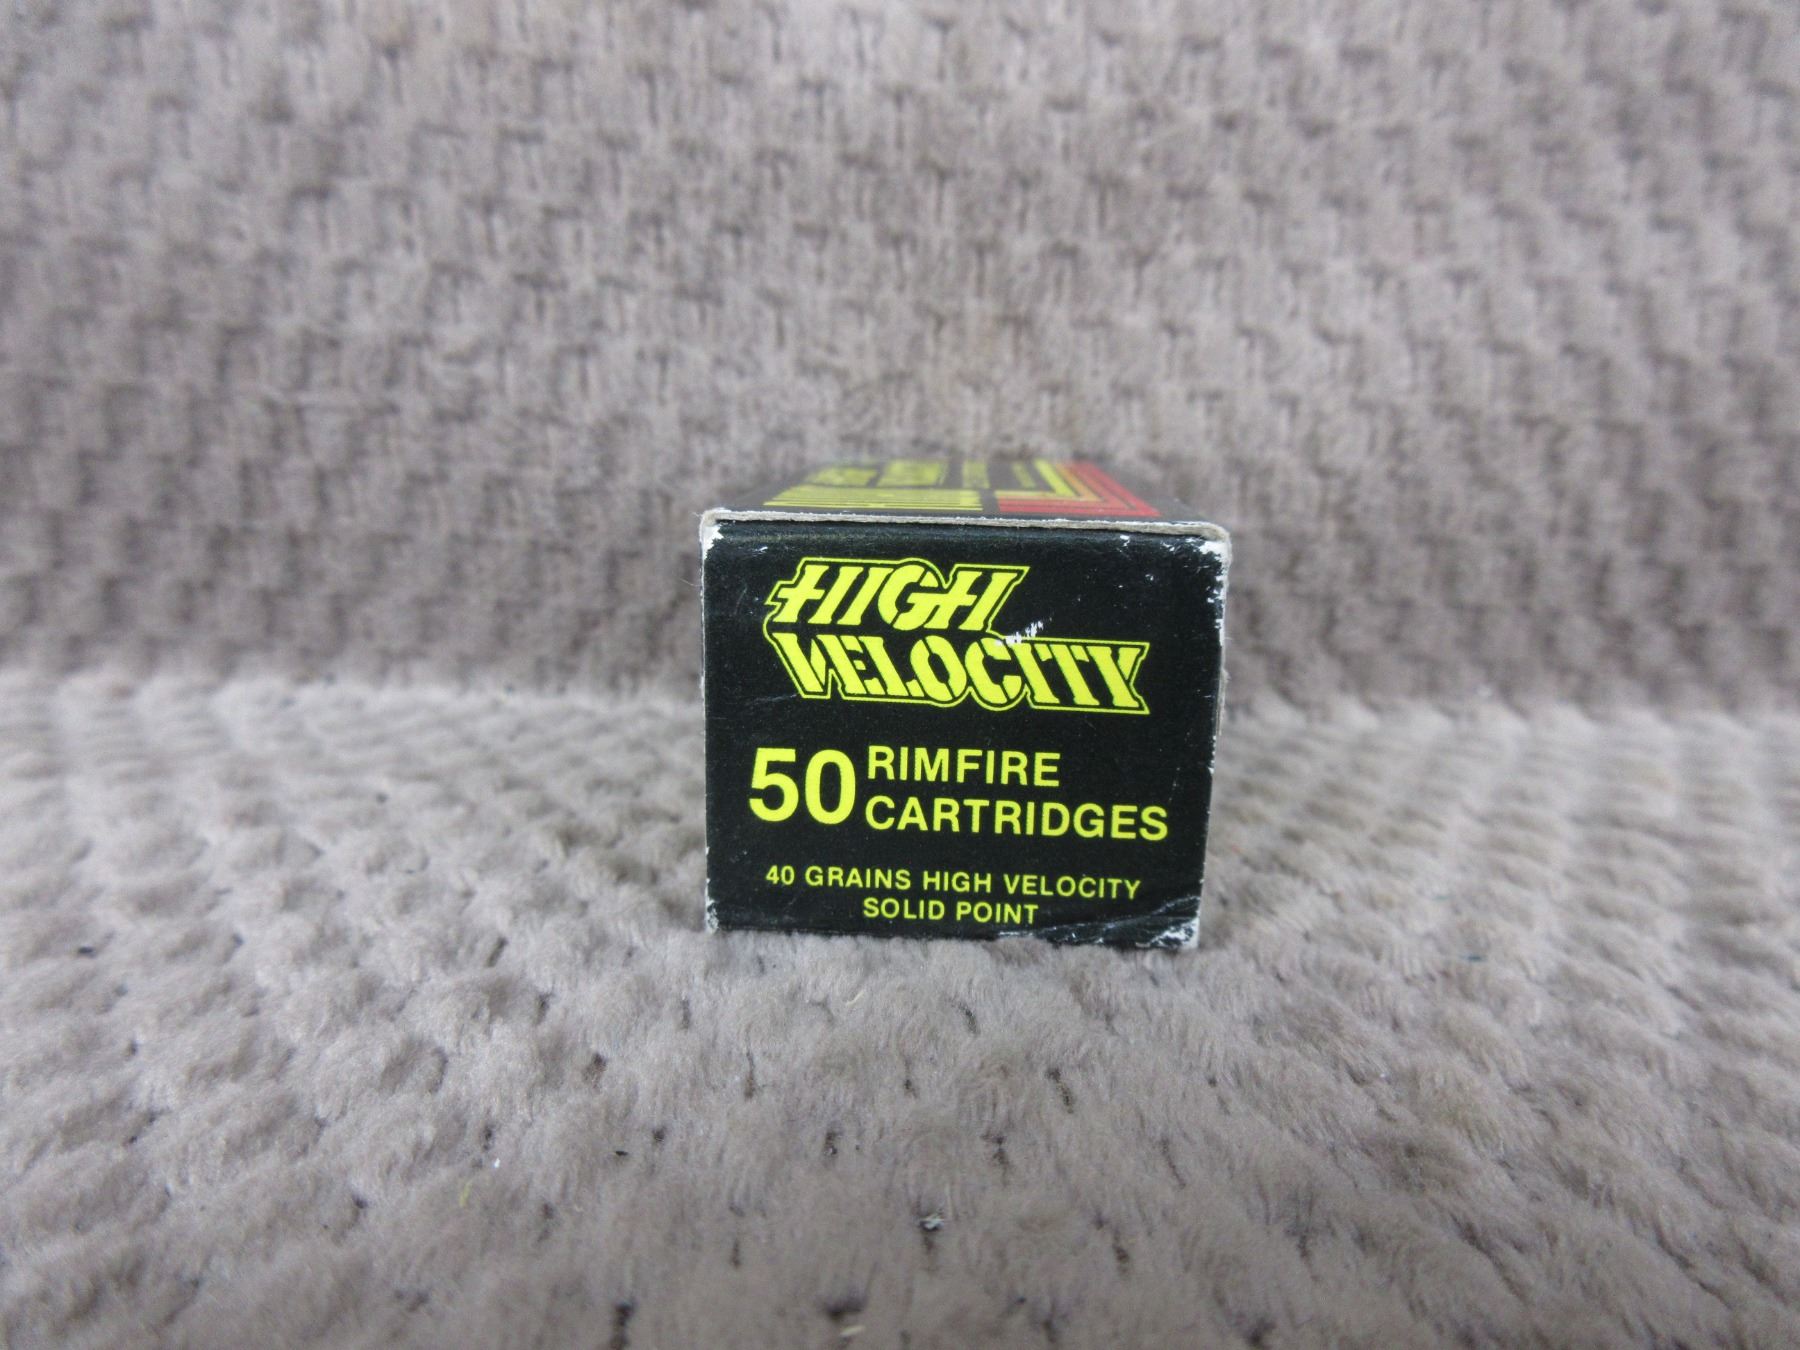 HIGH
VELOCITY
50 RIMFIRE
CARTRIDGES
40 GRAINS HIGH VELOCITY
SOLID POINT